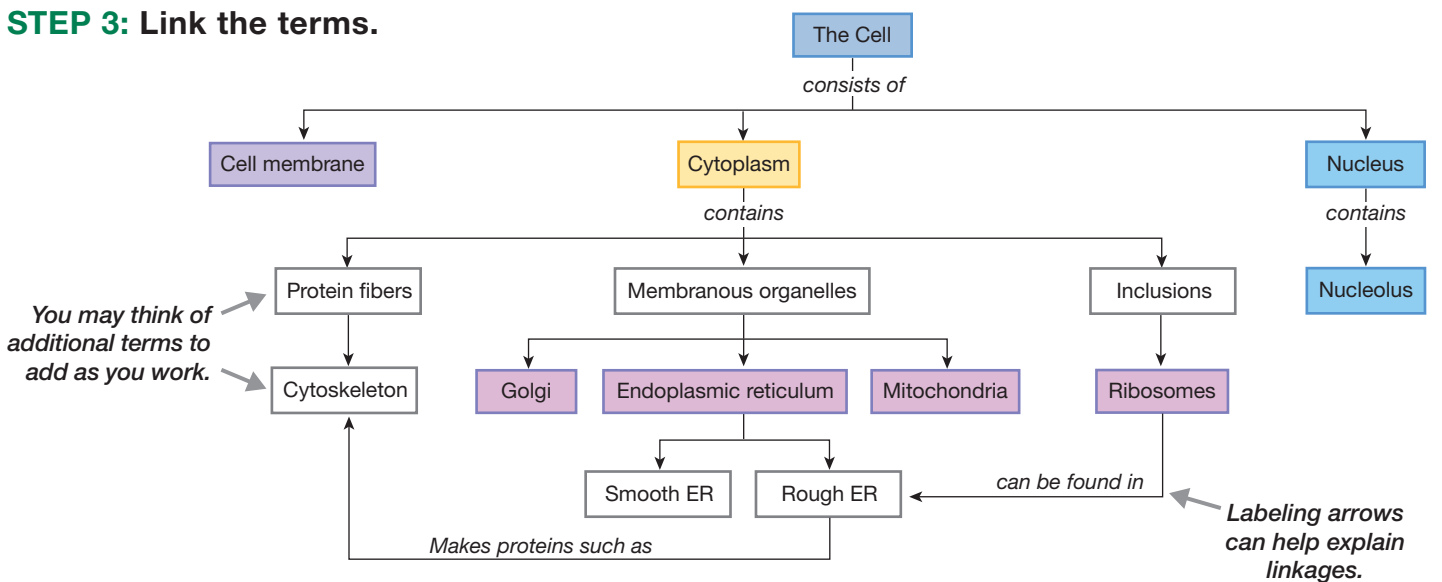 STEP 3: Link the terms.
The Cell
consists of
Cell membrane
Cytoplasm
Nucleus
contains
contains
Protein fibers
Membranous organelles
Inclusions
Nucleolus
You may think of
additional terms to
add as you work.
Cytoskeleton
Golgi
Endoplasmic reticulum
Mitochondria
Ribosomes
Smooth ER
Rough ER
can be found in
Labeling arrows
can help explain
linkages.
Makes proteins such as